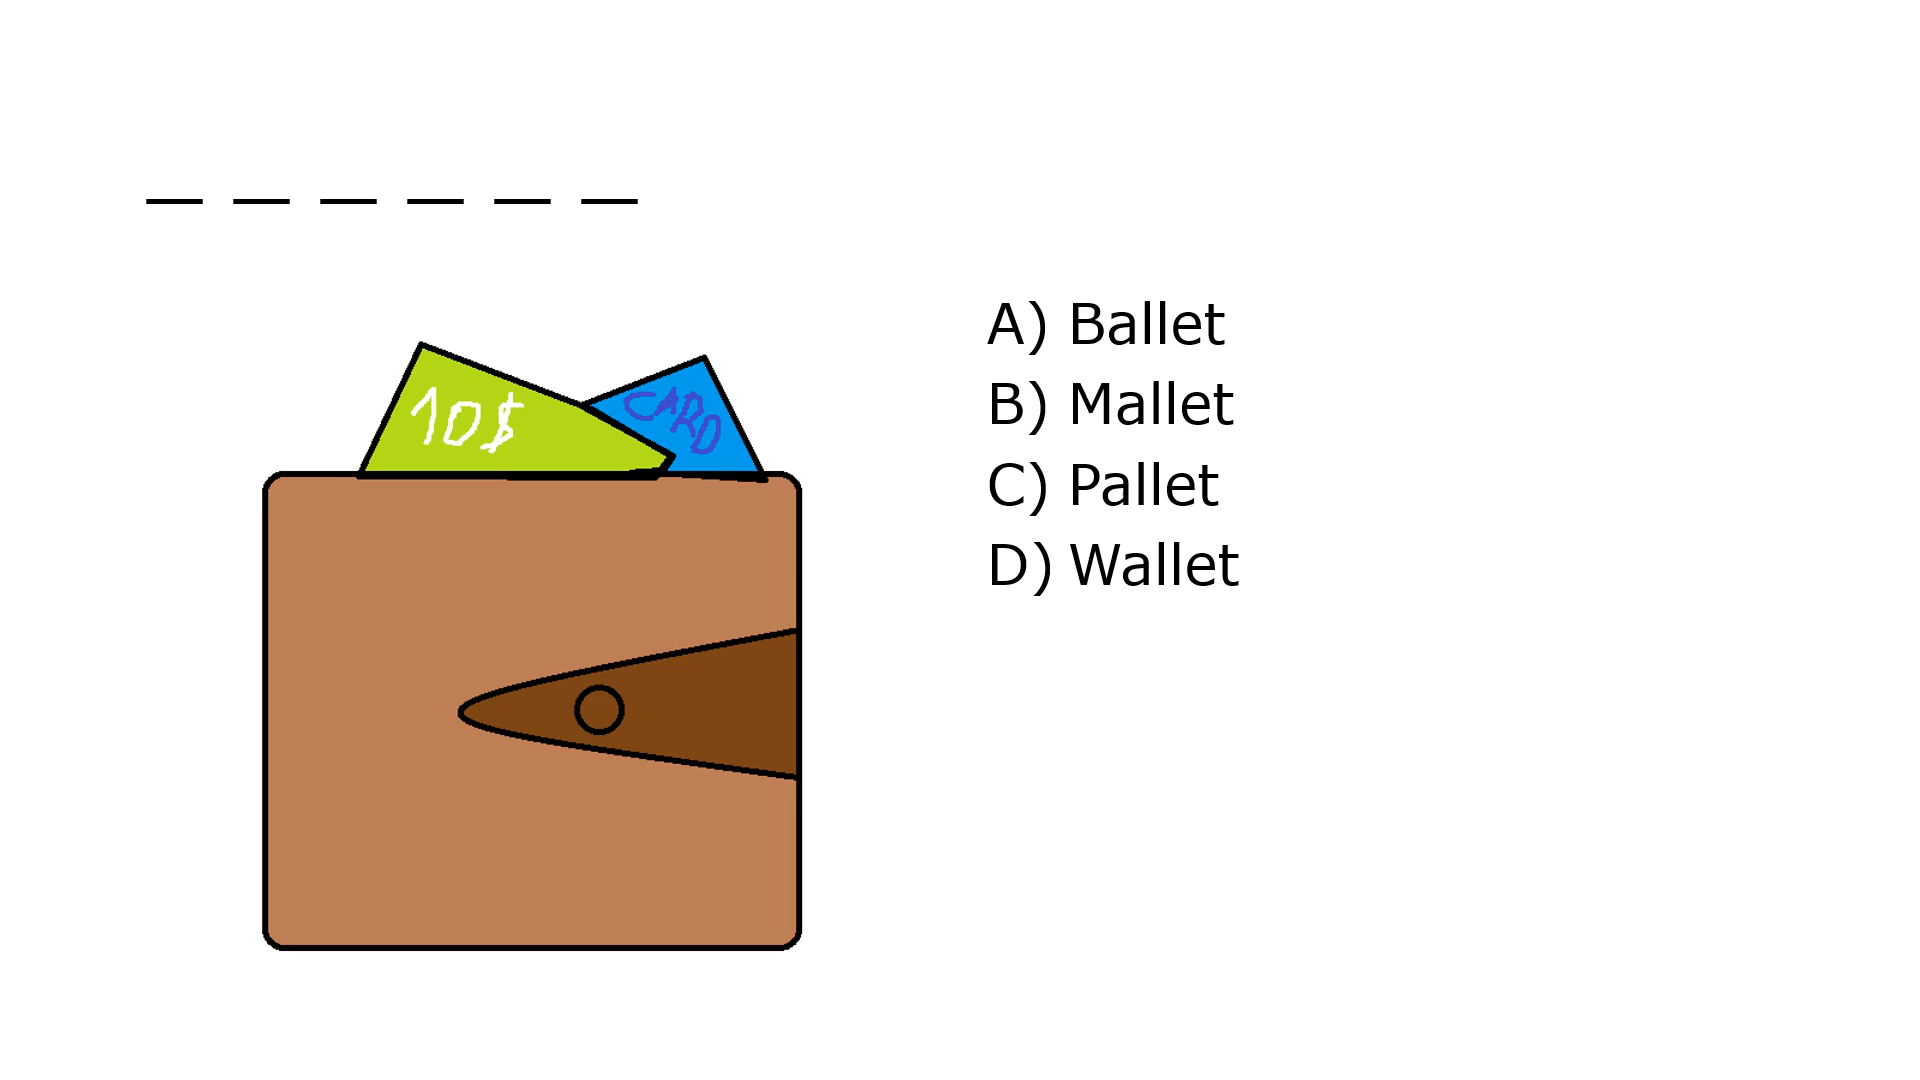 _ _ _ _ _ _
10$
CARD
A) Ballet
B) Mallet
C) Pallet
D) Wallet